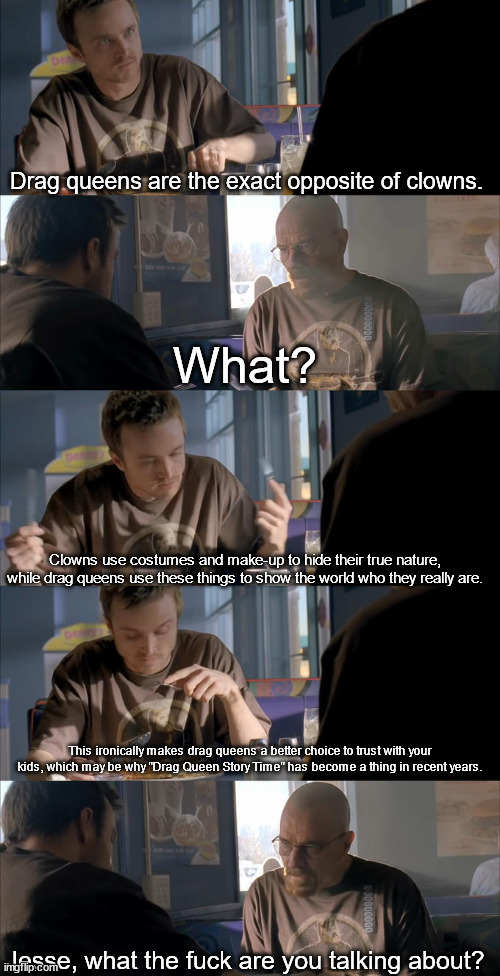 Drag queens are the exact opposite of clowns.
What?
Clowns use costumes and make-up to hide their true nature,
while drag queens use these things to show the world who they really are.
This ironically makes drag queens a better choice to trust with your
kids, which may be why "Drag Queen Story Time" has become a thing in recent years.
Jesse, what the fuck are you talking about?
imgflip.com